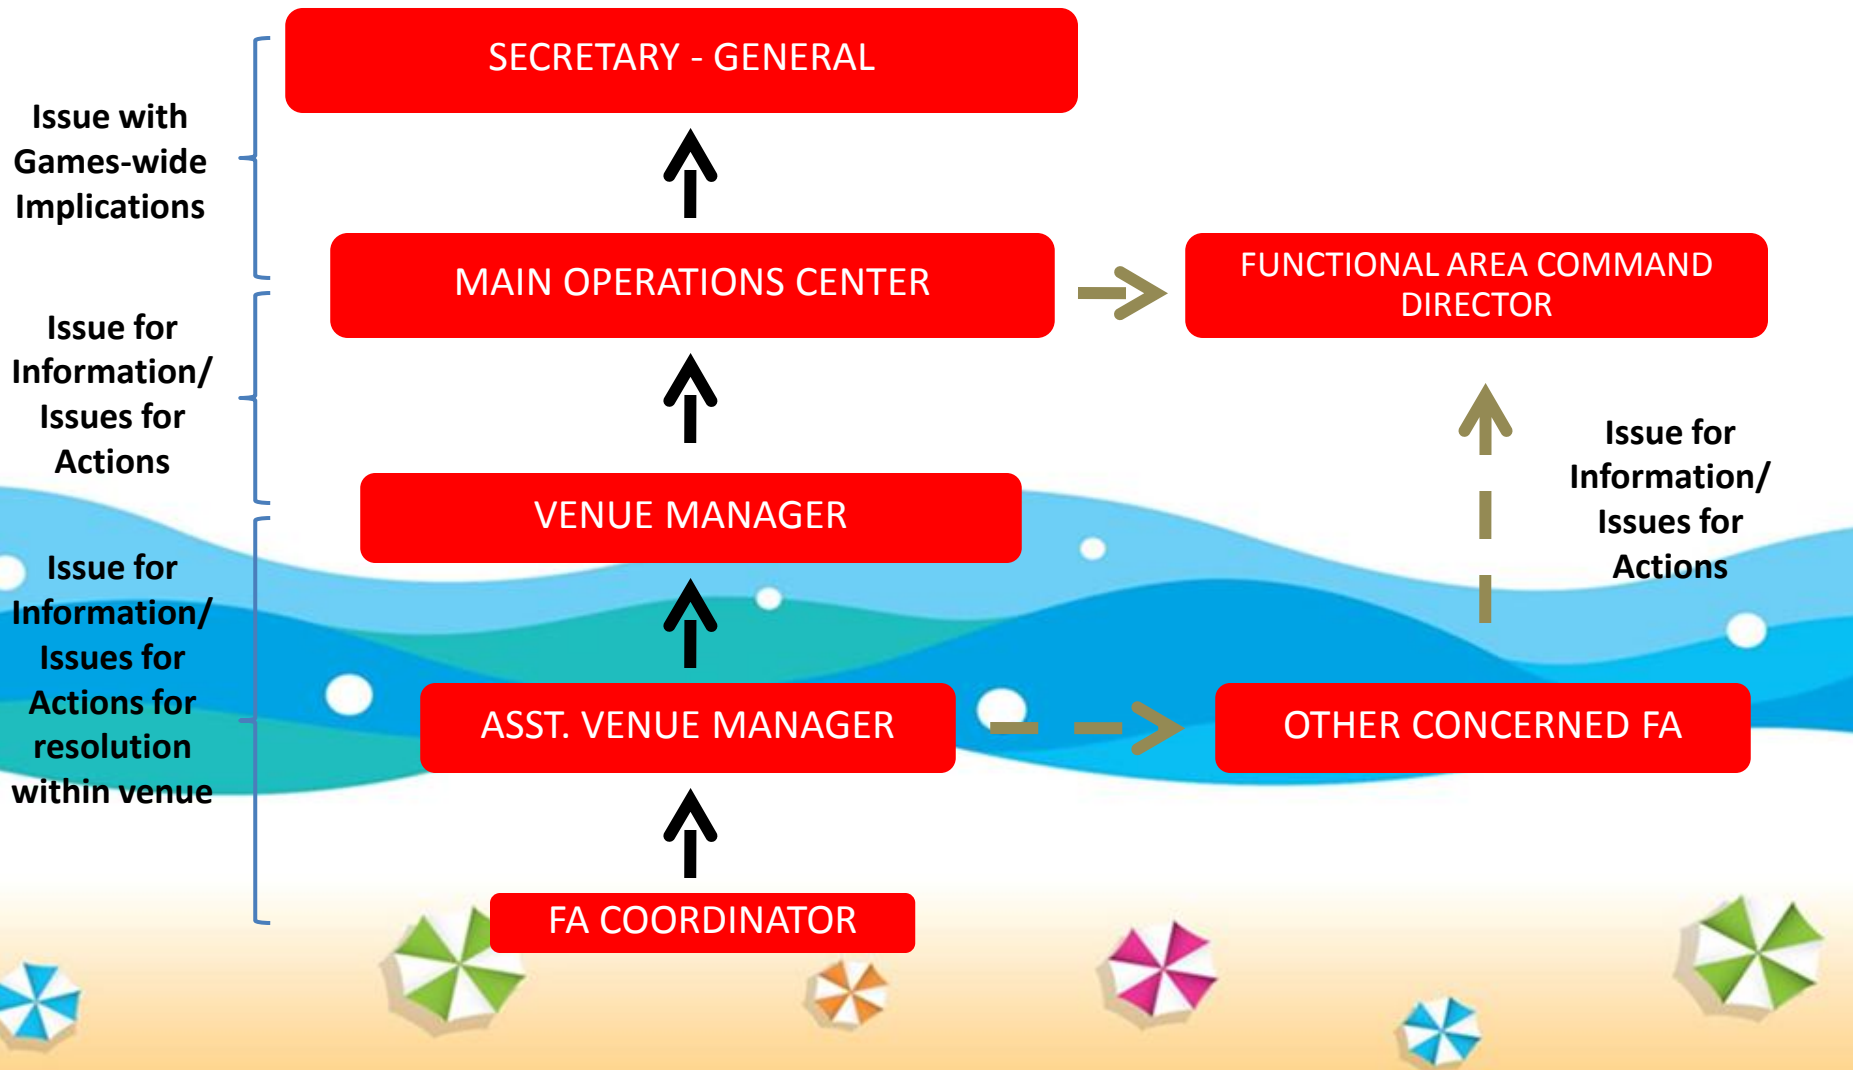 SECRETARY - GENERAL
Issue with
Games-wide
Implications
MAIN OPERATIONS CENTER
FUNCTIONAL AREA COMMAND
DIRECTOR
Issue for
Information/
Issues for
Actions
Issue for
Information/
Issues for
Actions
VENUE MANAGER
Issue for
Information/
Issues for
Actions for
resolution
within venue
ASST. VENUE MANAGER
OTHER CONCERNED FA
FA COORDINATOR